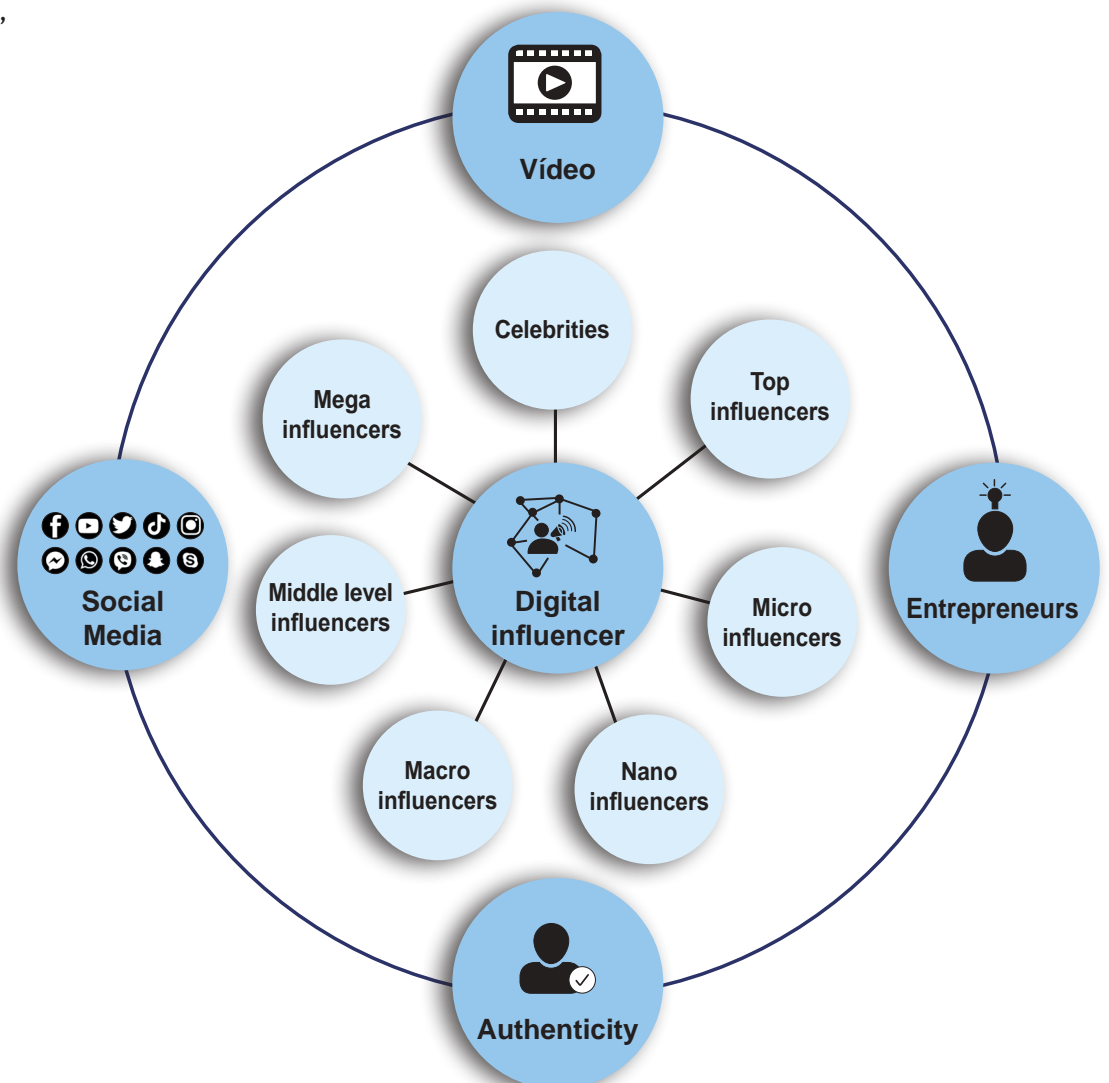 ,
Vídeo
Celebrities
Top
influencers
Mega
influencers
Social
Media
Middle level
influencers
Digital
influencer
Micro
influencers
Entrepreneurs
Macro
influencers
Nano
influencers
Authenticity